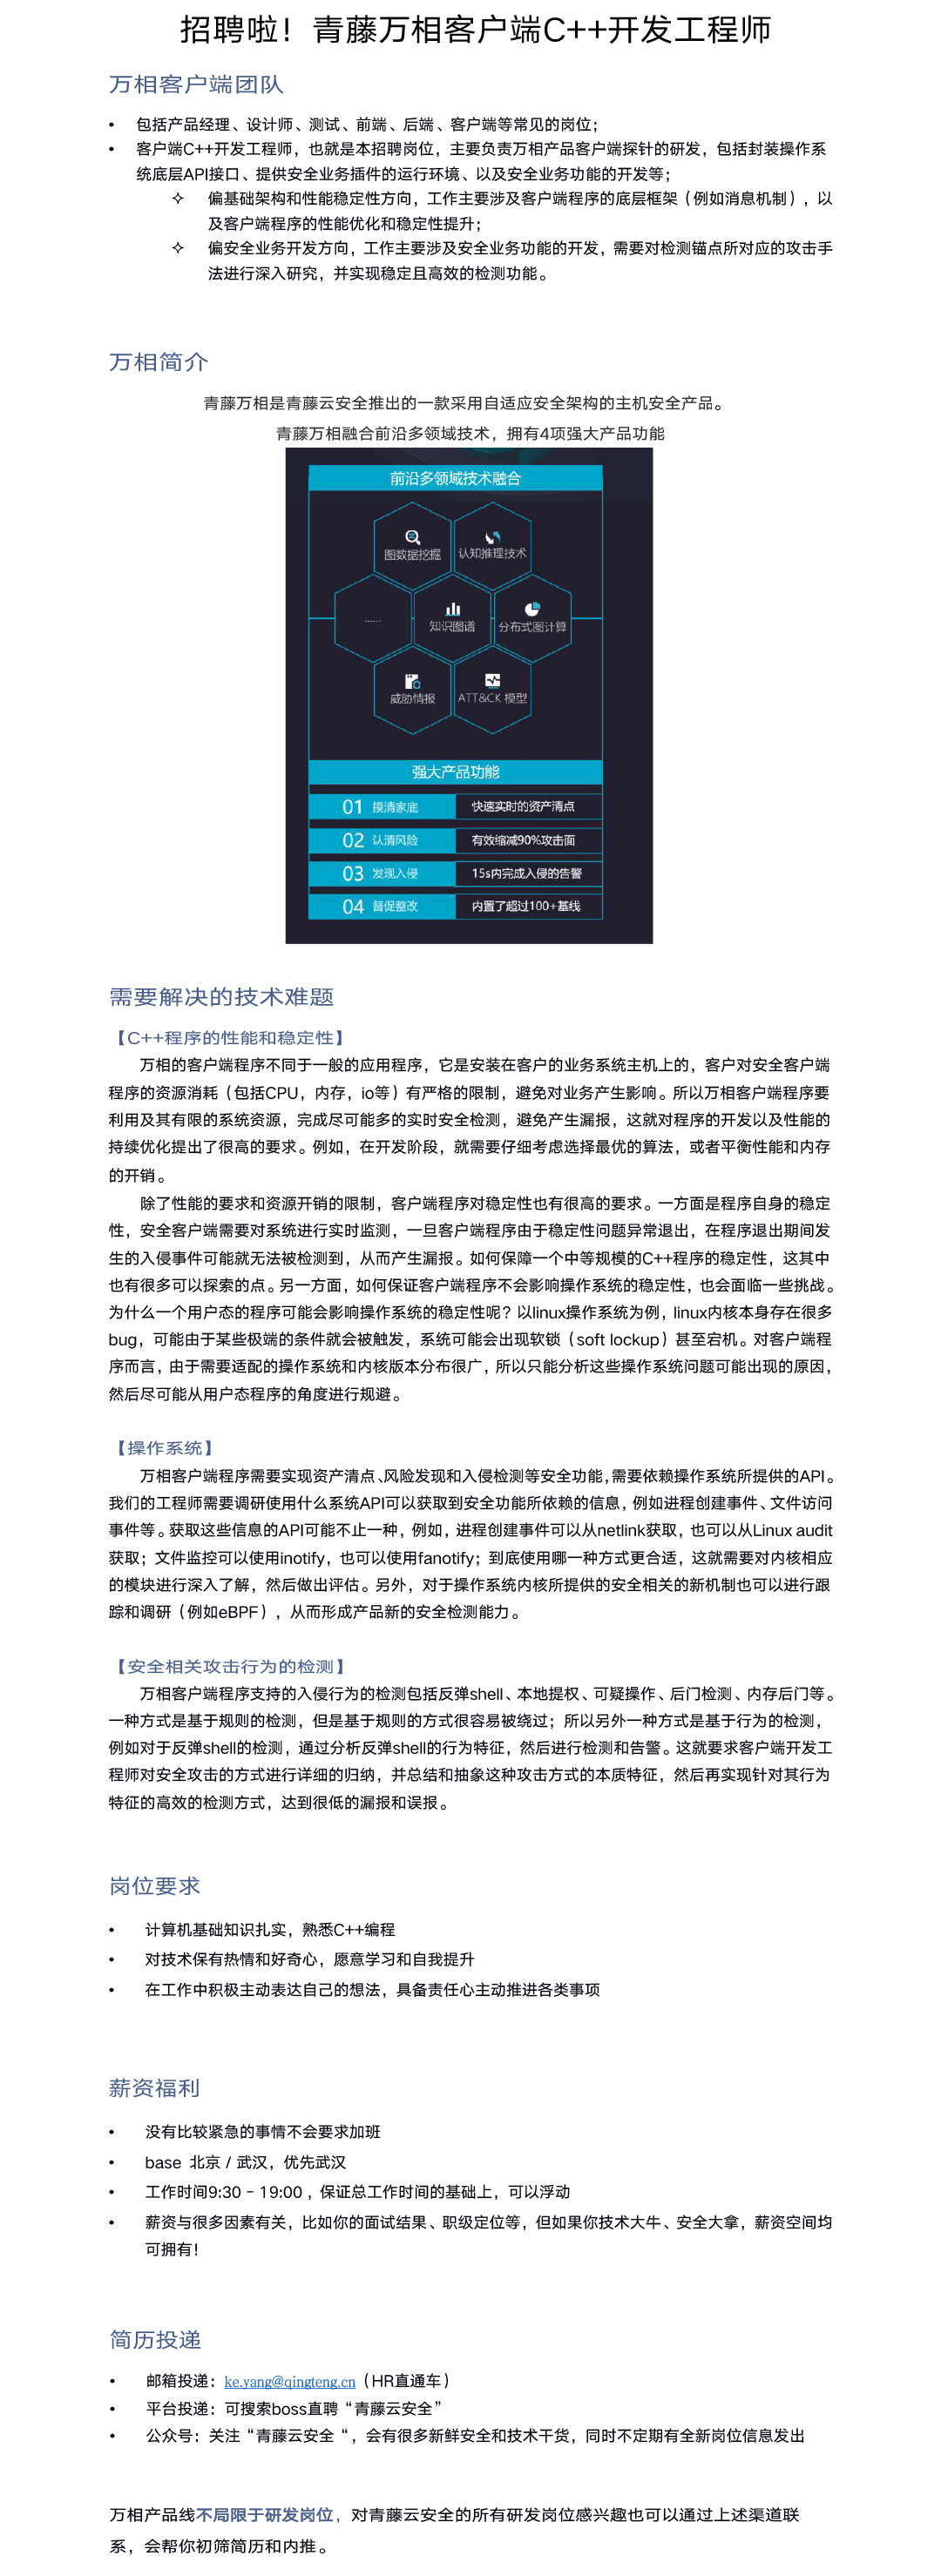 招聘啦！青藤万相客户端C++开发工程师
万相客户端团队
• 包括产品经理、设计师、测试、前端、后端、客户端等常见的岗位；
• 客户端C++开发工程师，也就是本招聘岗位，主要负责万相产品客户端探针的研发，包括封装操作系
统底层API接口、提供安全业务插件的运行环境、以及安全业务功能的开发等；
✧ 偏基础架构和性能稳定性方向，工作主要涉及客户端程序的底层框架（例如消息机制），以
及客户端程序的性能优化和稳定性提升；
✧ 偏安全业务开发方向，工作主要涉及安全业务功能的开发，需要对检测锚点所对应的攻击手
法进行深入研究，并实现稳定且高效的检测功能。
万相简介
青藤万相是青藤云安全推出的一款采用自适应安全架构的主机安全产品。
青藤万相融合前沿多领域技术，拥有4项强大产品功能
前沿多领域技术融合
图数据挖掘 认知推理技术
...... 知识图谱 分布式图计算
威胁情报 ATT&CK 模型
强大产品功能
01 摸清家底 快速实时的资产清点
02 认清风险 有效缩减90%攻击面
03 发现入侵 15s内完成入侵的告警
04 督促整改 内置了超过100+基线
需要解决的技术难题
【C++程序的性能和稳定性】
万相的客户端程序不同于一般的应用程序，它是安装在客户的业务系统主机上的，客户对安全客户端
程序的资源消耗（包括CPU，内存，io等）有严格的限制，避免对业务产生影响。所以万相客户端程序要
利用及其有限的系统资源，完成尽可能多的实时安全检测，避免产生漏报，这就对程序的开发以及性能的
持续优化提出了很高的要求。例如，在开发阶段，就需要仔细考虑选择最优的算法，或者平衡性能和内存
的开销。
除了性能的要求和资源开销的限制，客户端程序对稳定性也有很高的要求。一方面是程序自身的稳定
性，安全客户端需要对系统进行实时监测，一旦客户端程序由于稳定性问题异常退出，在程序退出期间发
生的入侵事件可能就无法被检测到，从而产生漏报。如何保障一个中等规模的C++程序的稳定性，这其中
也有很多可以探索的点。另一方面，如何保证客户端程序不会影响操作系统的稳定性，也会面临一些挑战。
为什么一个用户态的程序可能会影响操作系统的稳定性呢？以linux操作系统为例，linux内核本身存在很多
bug，可能由于某些极端的条件就会被触发，系统可能会出现软锁（soft lockup）甚至宕机。对客户端程
序而言，由于需要适配的操作系统和内核版本分布很广，所以只能分析这些操作系统问题可能出现的原因，
然后尽可能从用户态程序的角度进行规避。
【操作系统】
万相客户端程序需要实现资产清点、风险发现和入侵检测等安全功能，需要依赖操作系统所提供的API。
我们的工程师需要调研使用什么系统API可以获取到安全功能所依赖的信息，例如进程创建事件、文件访问
事件等。获取这些信息的API可能不止一种，例如，进程创建事件可以从netlink获取，也可以从Linux audit
获取；文件监控可以使用inotify，也可以使用fanotify；到底使用哪一种方式更合适，这就需要对内核相应
的模块进行深入了解，然后做出评估。另外，对于操作系统内核所提供的安全相关的新机制也可以进行跟
踪和调研（例如eBPF），从而形成产品新的安全检测能力。
【安全相关攻击行为的检测】
万相客户端程序支持的入侵行为的检测包括反弹shell、本地提权、可疑操作、后门检测、内存后门等。
一种方式是基于规则的检测，但是基于规则的方式很容易被绕过；所以另外一种方式是基于行为的检测，
例如对于反弹shell的检测，通过分析反弹shell的行为特征，然后进行检测和告警。这就要求客户端开发工
程师对安全攻击的方式进行详细的归纳，并总结和抽象这种攻击方式的本质特征，然后再实现针对其行为
特征的高效的检测方式，达到很低的漏报和误报。
岗位要求
• 计算机基础知识扎实，熟悉C++编程
• 对技术保有热情和好奇心，愿意学习和自我提升
• 在工作中积极主动表达自己的想法，具备责任心主动推进各类事项
薪资福利
• 没有比较紧急的事情不会要求加班
• base 北京 / 武汉，优先武汉
• 工作时间9:30 - 19:00 ，保证总工作时间的基础上，可以浮动
• 薪资与很多因素有关，比如你的面试结果、职级定位等，但如果你技术大牛、安全大拿，薪资空间均
可拥有！
简历投递
• 邮箱投递：ke.yang@qingteng.cn（HR直通车）
• 平台投递：可搜索boss直聘“青藤云安全”
• 公众号：关注“青藤云安全“，会有很多新鲜安全和技术干货，同时不定期有全新岗位信息发出
万相产品线不局限于研发岗位，对青藤云安全的所有研发岗位感兴趣也可以通过上述渠道联
系，会帮你初筛简历和内推。